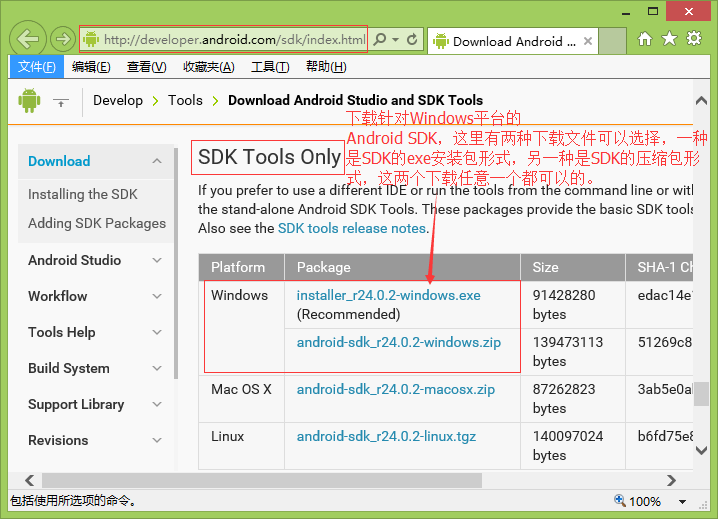 http://developer.android.com/sdk/index.html
Download Android ...
文件(F) 编辑(E) 查看(V) 收藏夹(A) 工具(T) 帮助(H)
Develop > Tools > Download Android Studio and SDK Tools
下载针对Windows平台的
Android SDK，这里有两种下载文件可以选择，一种
是SDK的exe安装包形式，另一种是SDK的压缩包形
式，这两个下载任意一个都可以的。
Download
Installing the SDK
Adding SDK Packages
Android Studio
Workflow
Tools Help
Build System
Support Library
Revisions
SDK Tools Only
If you prefer to use a different IDE or run the tools from the command line or with
the stand-alone Android SDK Tools. These packages provide the basic SDK tools
Also see the SDK tools release notes.
Platform Package Size SHA-1 Ch
Windows installer_r24.0.2-windows.exe 91428280 edac14e
(Recommended) bytes
android-sdk_r24.0.2-windows.zip 139473113 51269c8
bytes
Mac OS X android-sdk_r24.0.2-macosx.zip 87262823 3ab5e0a
bytes
Linux android-sdk_r24.0.2-linux.tgz 140097024 b6fd75e8
bytes
包括使用所选项的命令。
100%